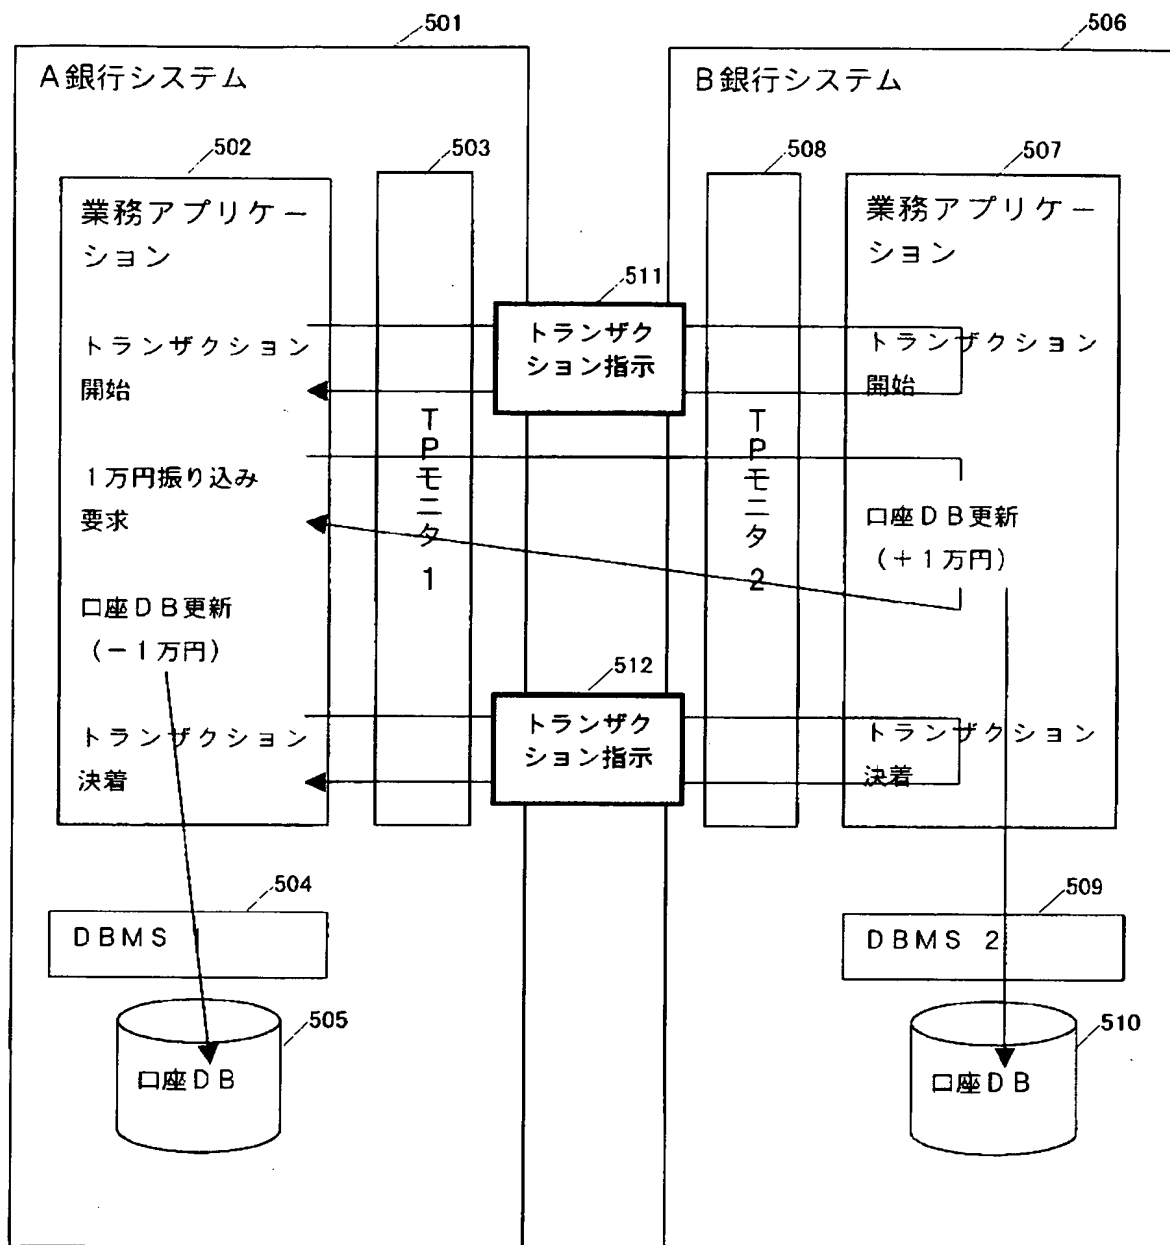 501
506
A銀行システム
B銀行システム
502
503
508
507
業務アプリケー
ション
業務アプリケー
ション
511
トランザク
ション指示
トランザクション
開始
トランザクション
開始
TPモニタ1
TPモニタ2
1万円振り込み
要求
口座DB更新
(+1万円)
口座DB更新
(-1万円)
512
トランザク
ション指示
トランザクション
決着
トランザクション
決着
504
509
DBMS 1
DBMS 2
505
510
口座DB
口座DB